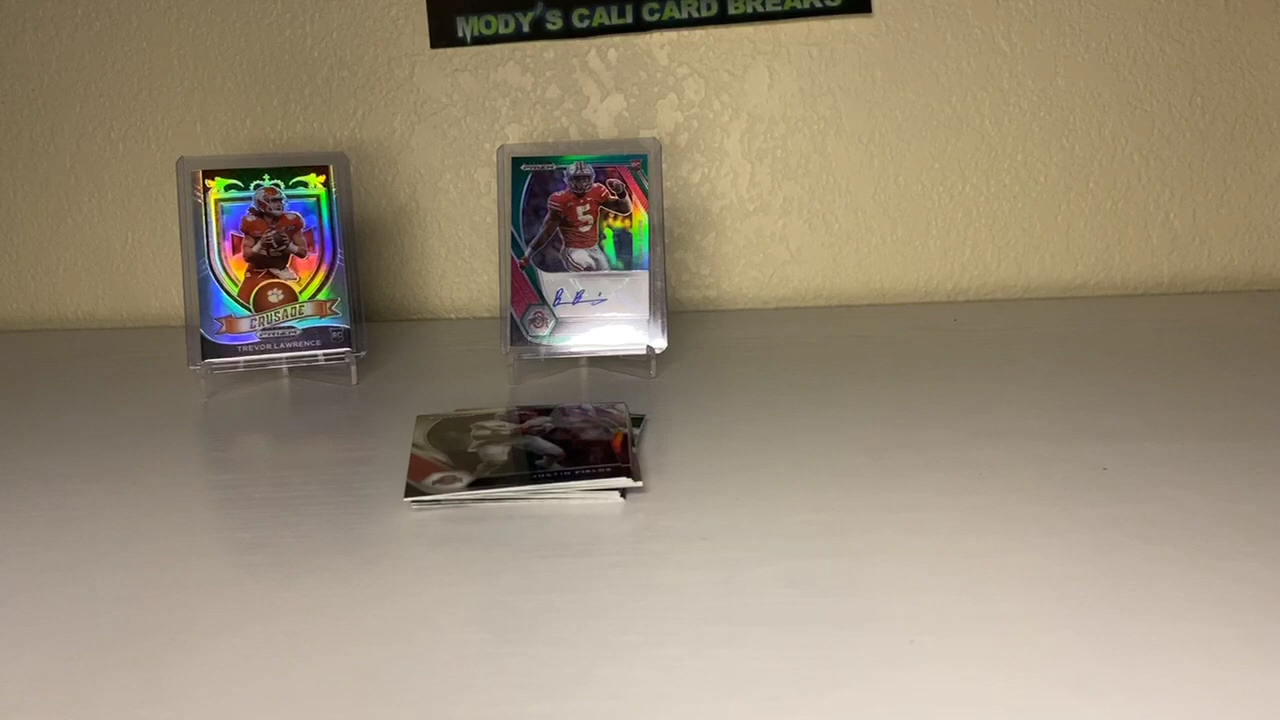 MODY'S CALI CARD BREAKS
CRUSADE
PRIZM
TREVOR LAWRENCE
RC
PRIZM
RC
5
JUSTIN FIELDS